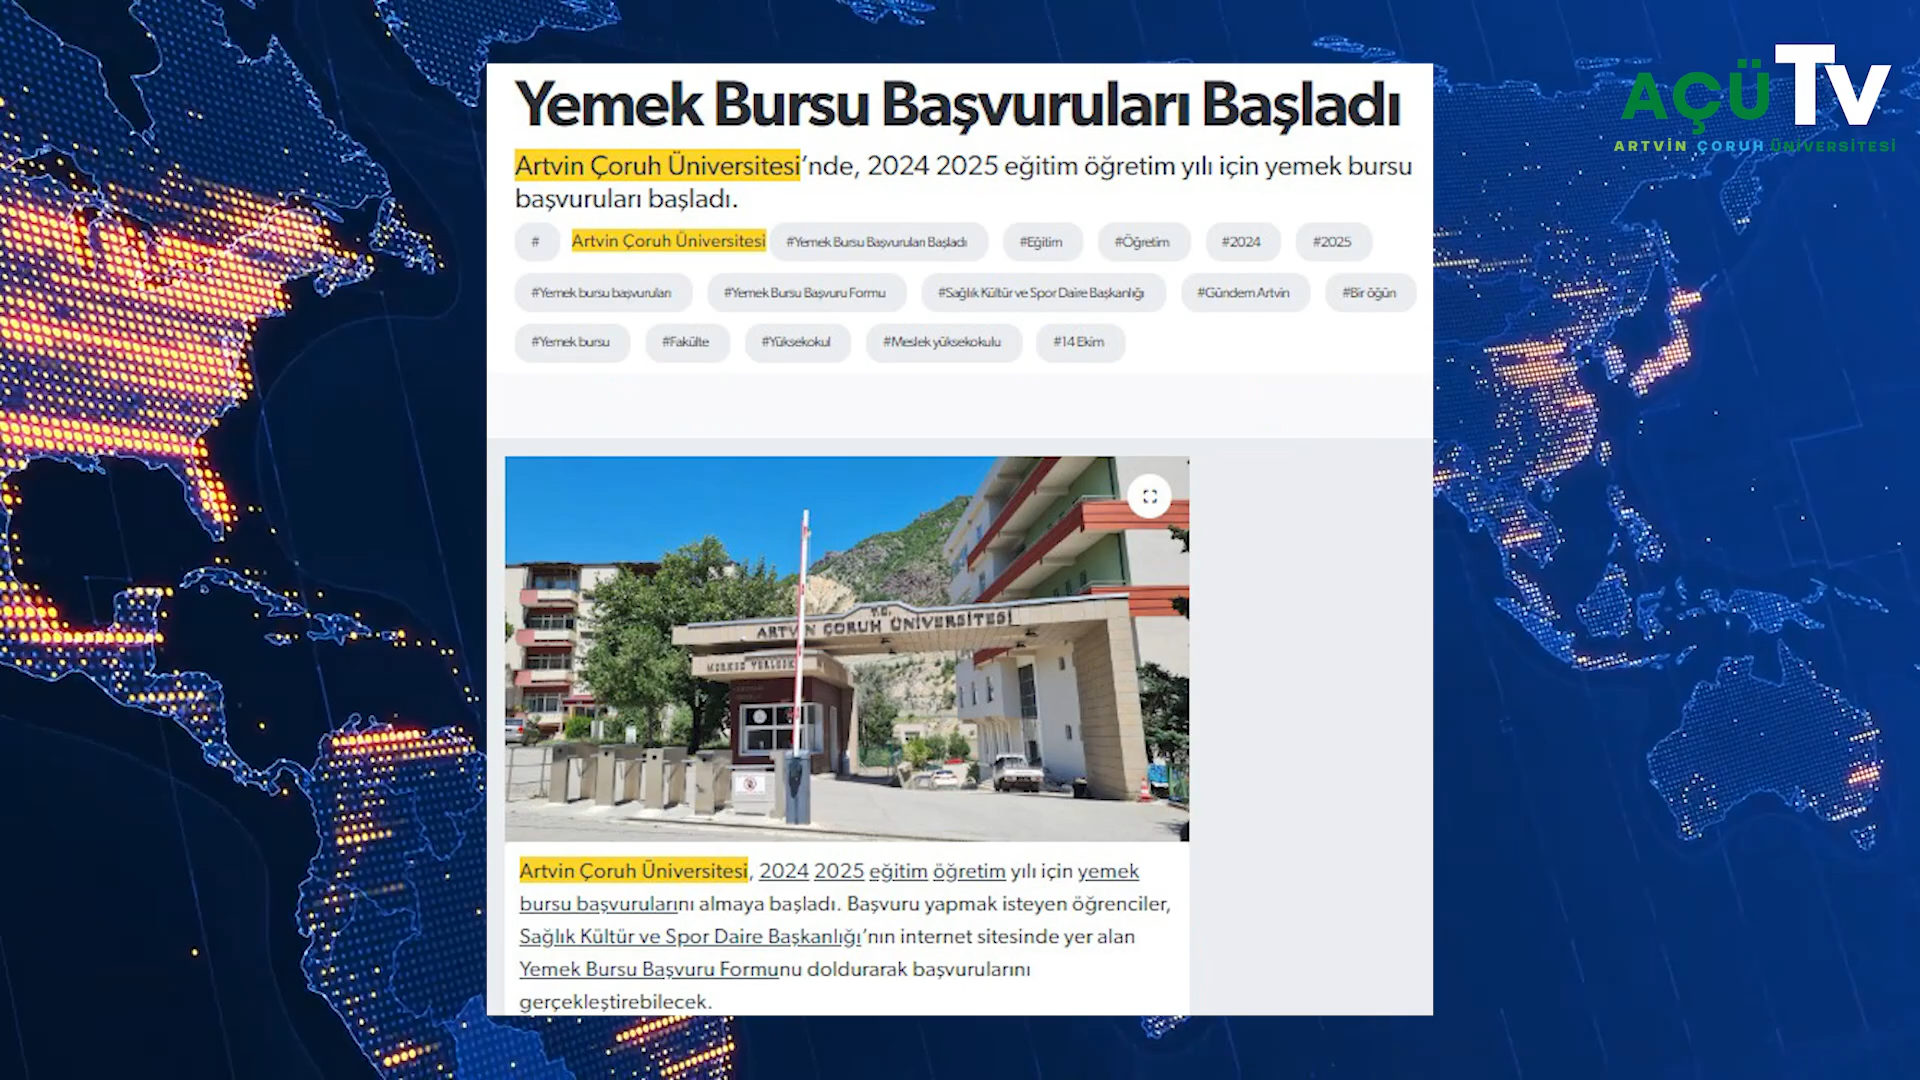 AÇÜ TV
ARTVİN ÇORUH ÜNİVERSİTESİ
Yemek Bursu Başvuruları Başladı
Artvin Çoruh Üniversitesi’nde, 2024 2025 eğitim öğretim yılı için yemek bursu
başvuruları başladı.
# Artvin Çoruh Üniversitesi #Yemek Bursu Başvuruları Başladı #Eğitim #Öğretim #2024 #2025
#Yemek bursu başvuruları #Yemek Bursu Başvuru Formu #Sağlık Kültür ve Spor Daire Başkanlığı #Gündem Artvin #Bir öğün
#Yemek bursu #Fakülte #Yüksekokul #Meslek yüksekokulu #14 Ekim
T.C.
ARTVİN ÇORUH ÜNİVERSİTESİ
MERKEZ YERLEŞKE
Artvin Çoruh Üniversitesi, 2024 2025 eğitim öğretim yılı için yemek
bursu başvurularını almaya başladı. Başvuru yapmak isteyen öğrenciler,
Sağlık Kültür ve Spor Daire Başkanlığı’nın internet sitesinde yer alan
Yemek Bursu Başvuru Formunu doldurarak başvurularını
gerçekleştirebilecek.